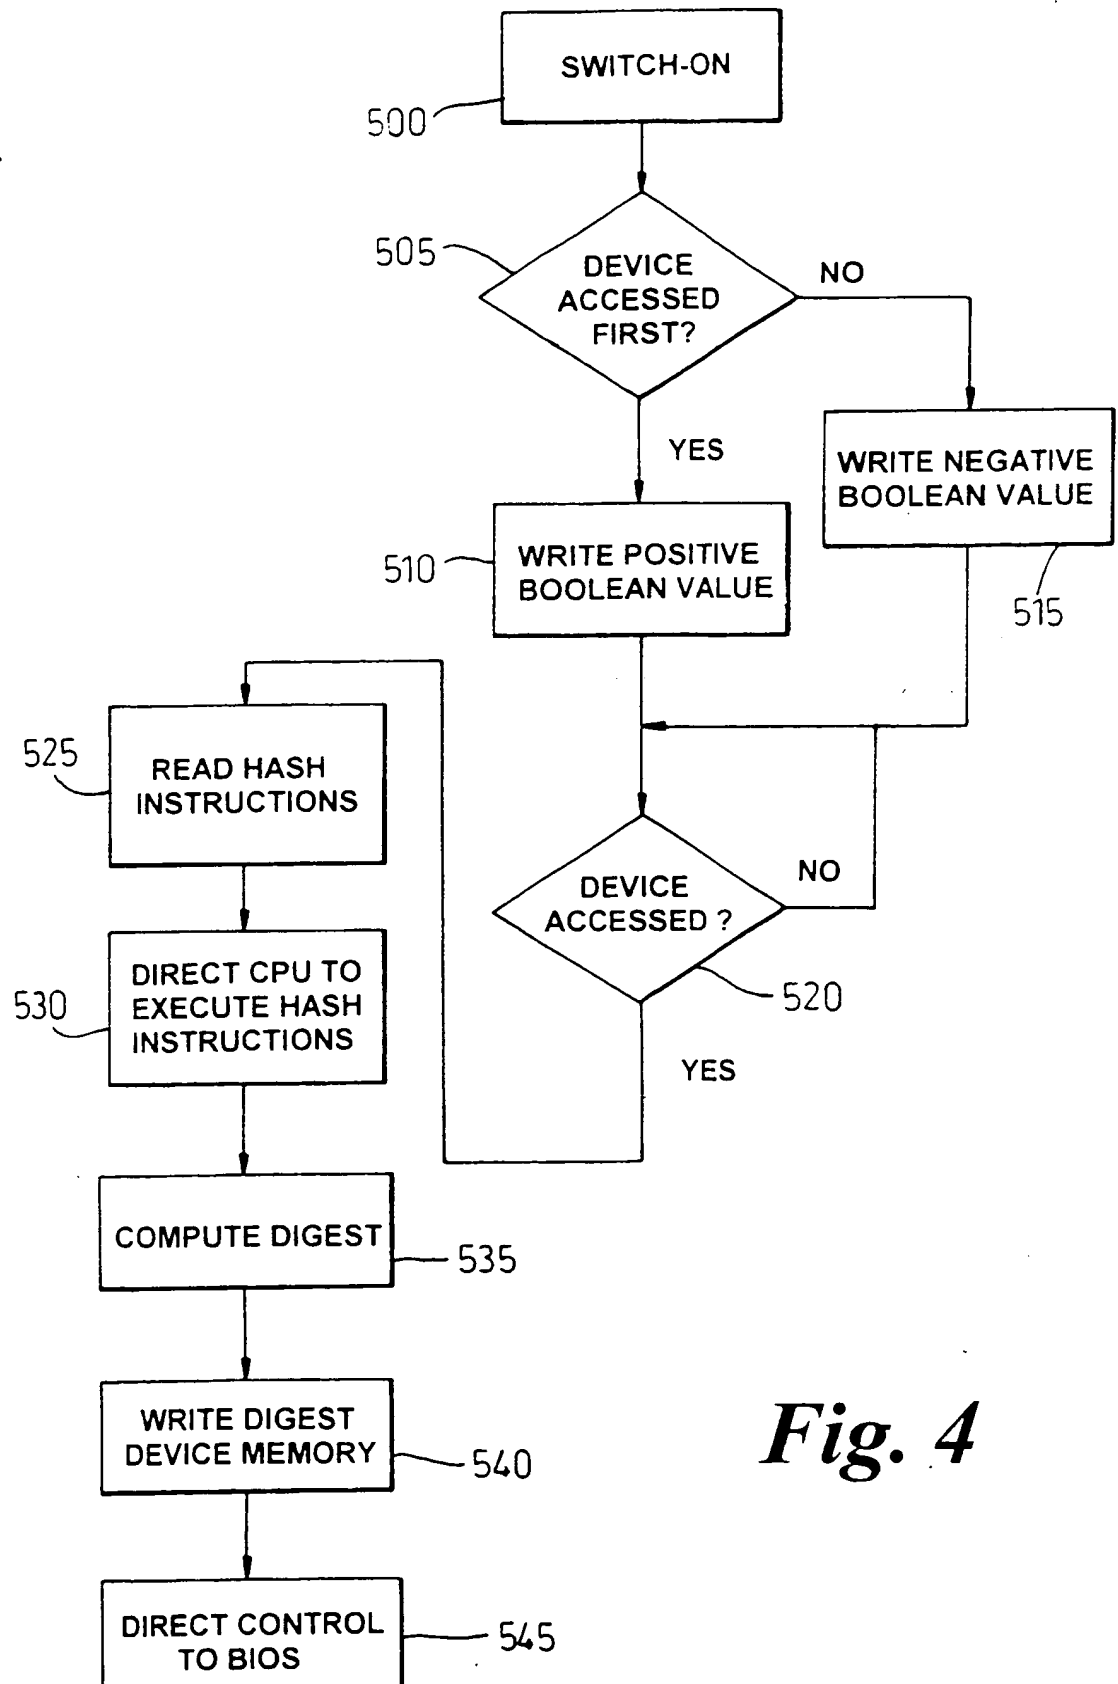 SWITCH-ON
500
505
DEVICE
ACCESSED
FIRST?
NO
YES
WRITE NEGATIVE
BOOLEAN VALUE
515
510
WRITE POSITIVE
BOOLEAN VALUE
525
READ HASH
INSTRUCTIONS
DEVICE
ACCESSED ?
NO
520
YES
530
DIRECT CPU TO
EXECUTE HASH
INSTRUCTIONS
COMPUTE DIGEST
535
WRITE DIGEST
DEVICE MEMORY
540
Fig. 4
DIRECT CONTROL
TO BIOS
545